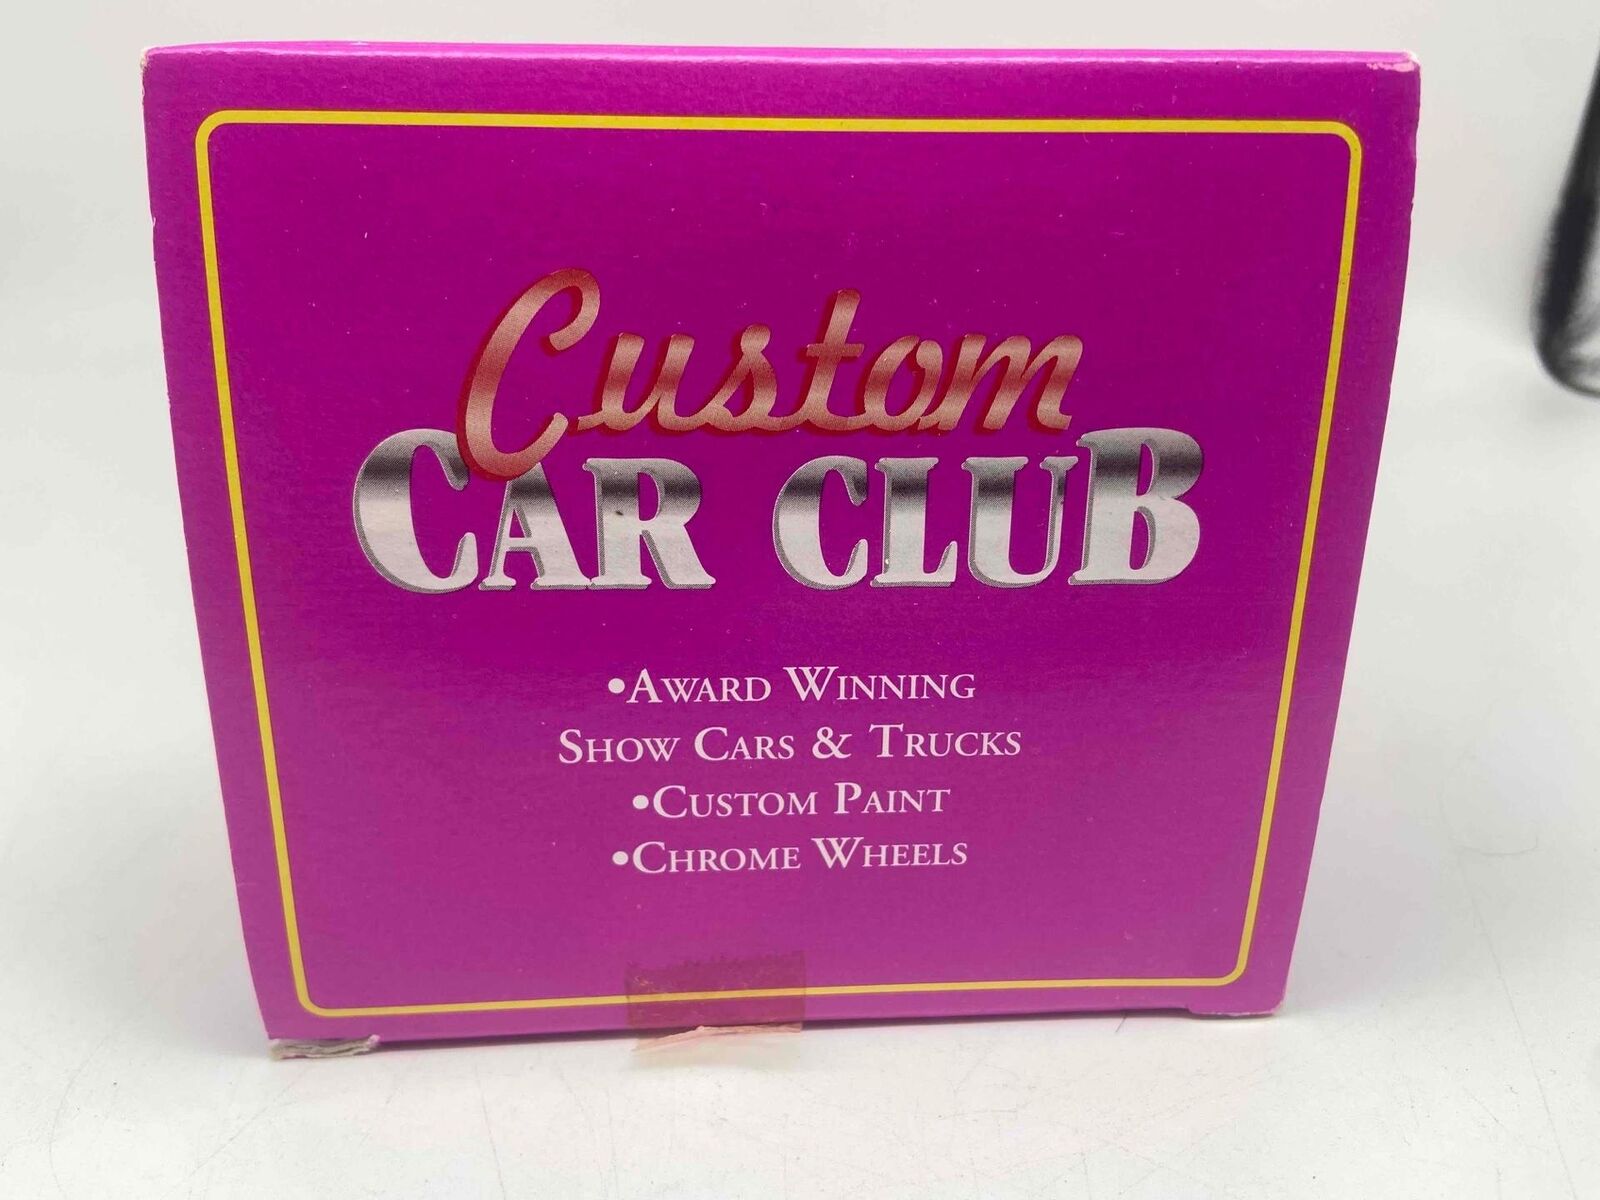 Custom
CAR CLUB
•AWARD WINNING
SHOW CARS & TRUCKS
•CUSTOM PAINT
•CHROME WHEELS